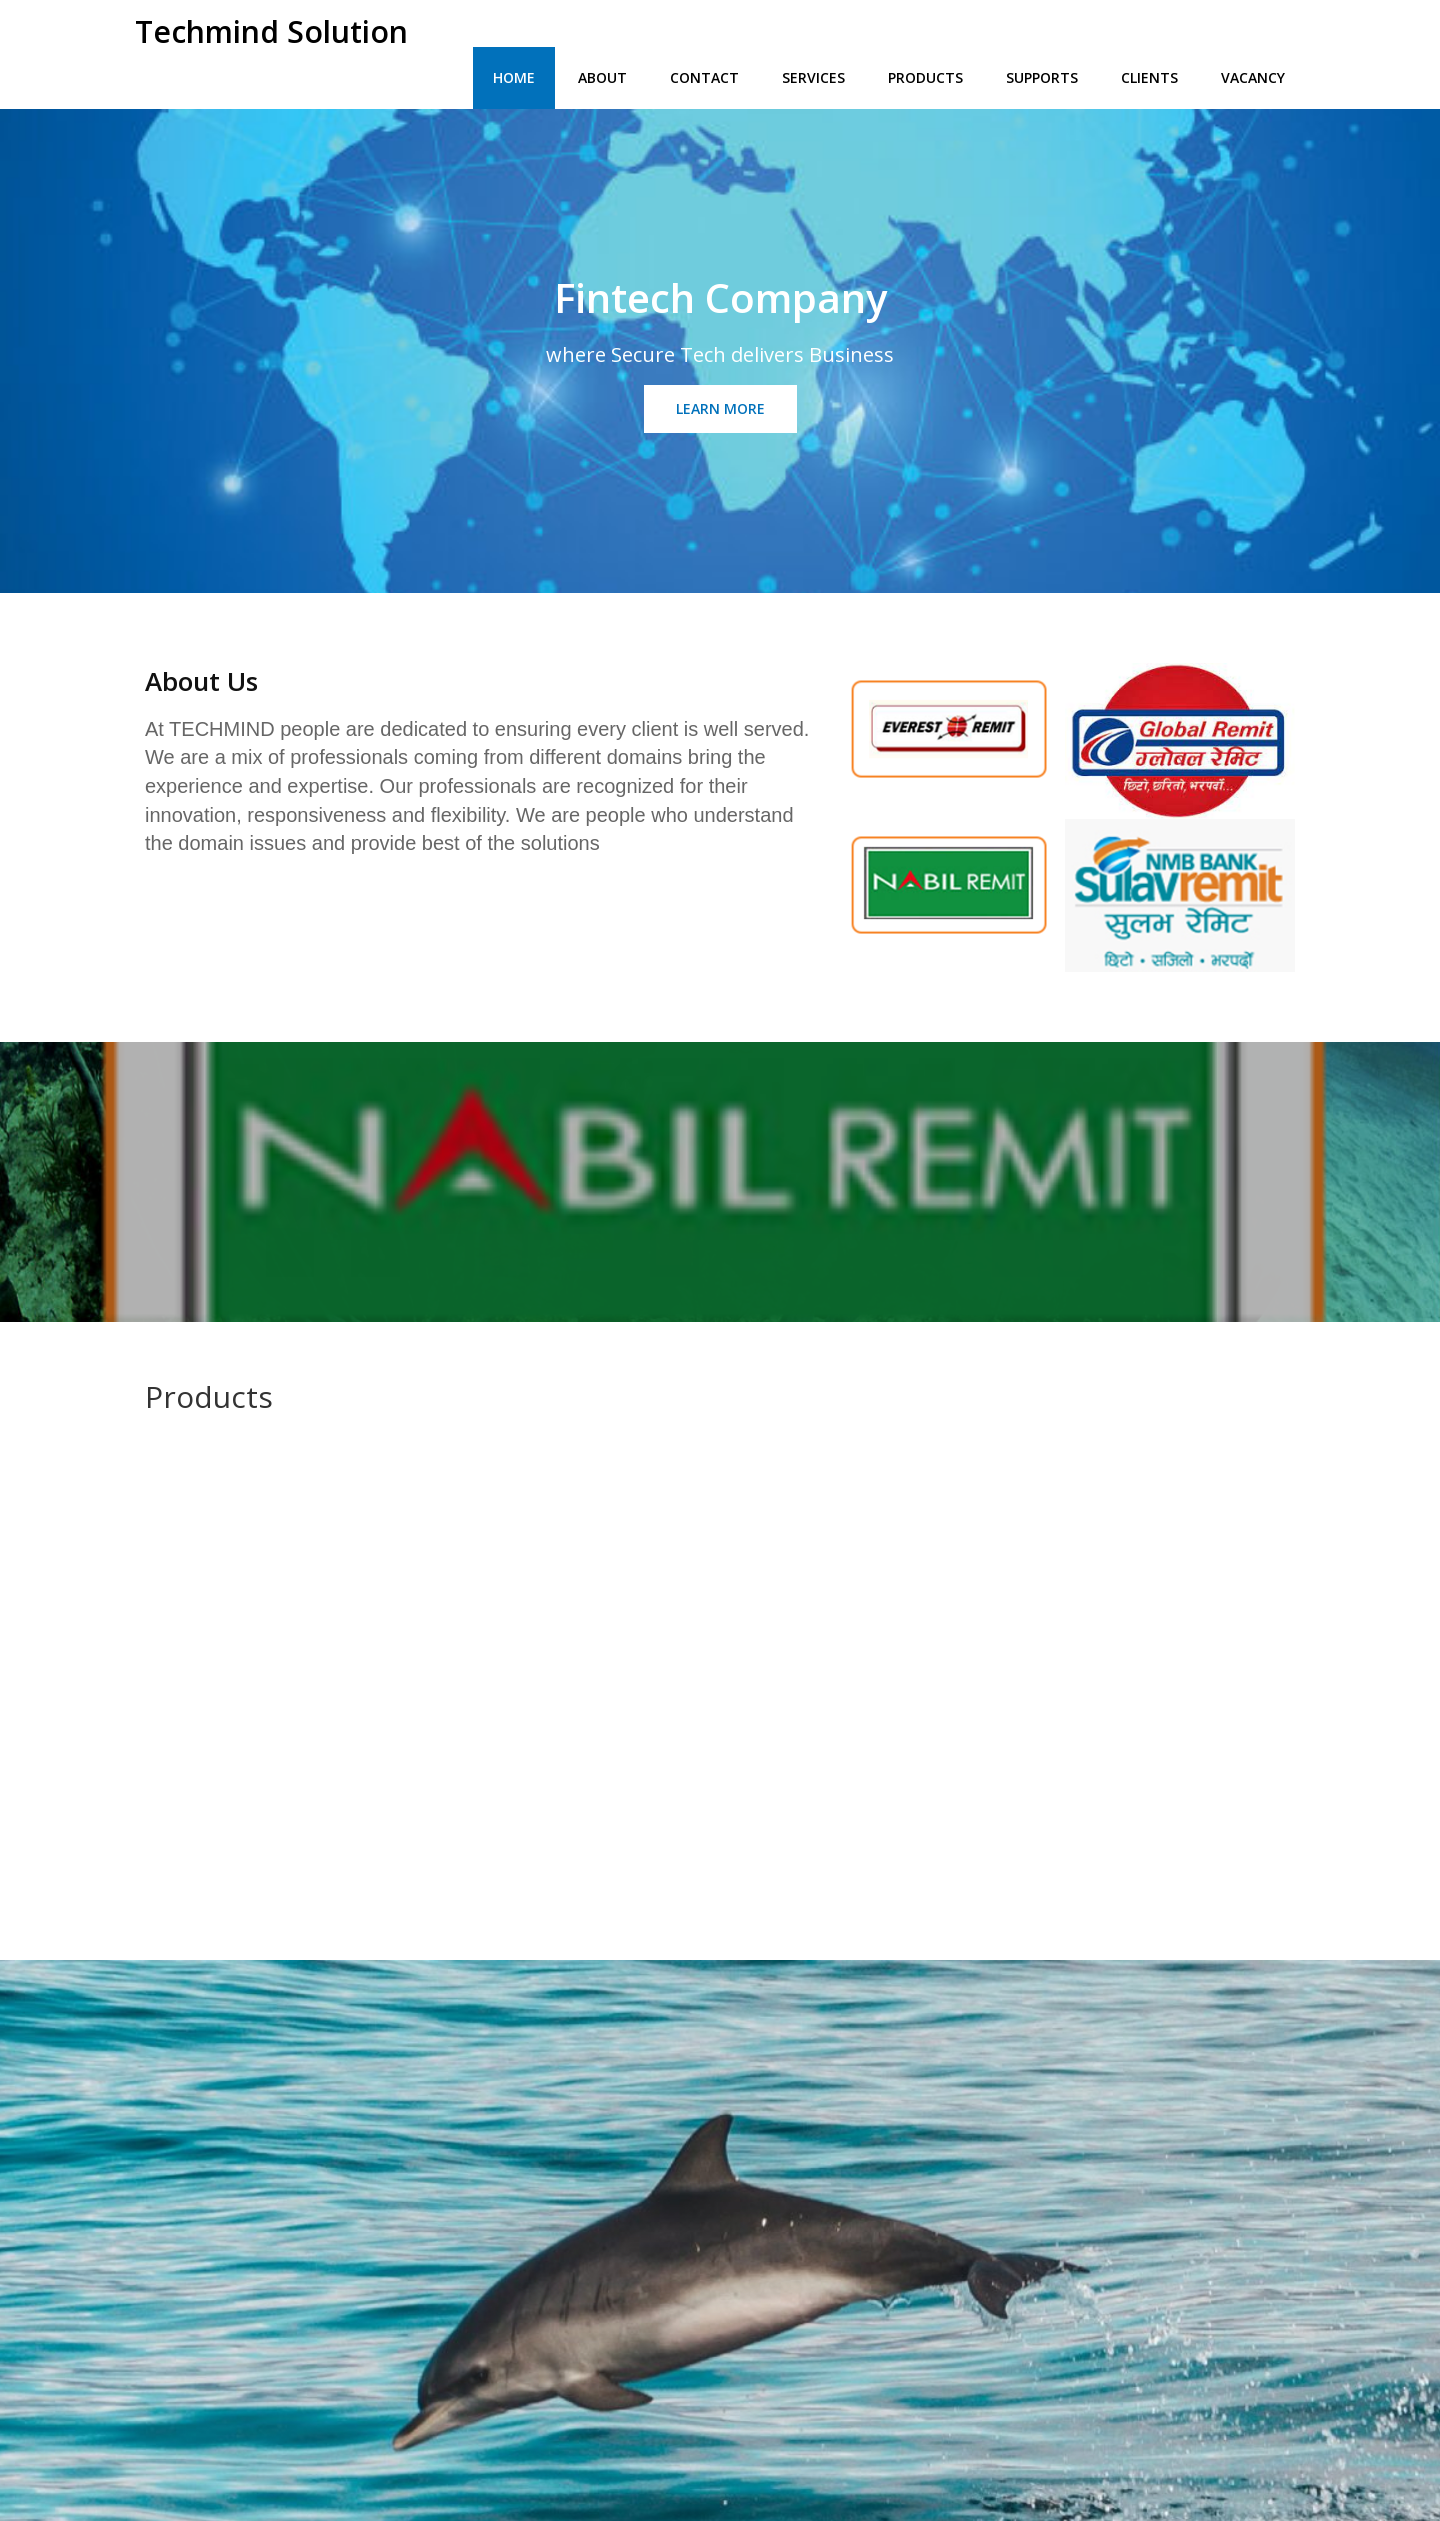 Techmind Solution
HOME ABOUT CONTACT SERVICES PRODUCTS SUPPORTS CLIENTS VACANCY
Fintech Company
where Secure Tech delivers Business
LEARN MORE
About Us
At TECHMIND people are dedicated to ensuring every client is well served.
We are a mix of professionals coming from different domains bring the
experience and expertise. Our professionals are recognized for their
innovation, responsiveness and flexibility. We are people who understand
the domain issues and provide best of the solutions
EVEREST REMIT
Global Remit
ग्लोबल रेमिट
छिटो, छरितो, भरपर्दो...
NABIL REMIT
NMB BANK
Sulavremit
सुलभ रेमिट
छिटो • सजिलो • भरपर्दो
NABIL REMIT
Products